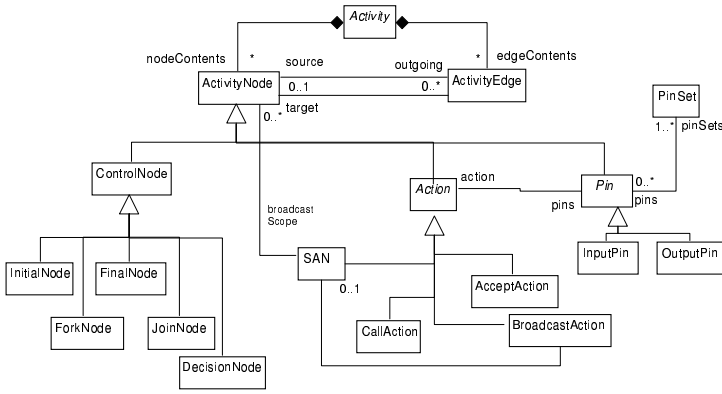 Activity
nodeContents
*
source
outgoing
*
edgeContents
ActivityNode
0..1
0..*
ActivityEdge
target
0..*
PinSet
1..*
pinSets
ControlNode
Action
action
Pin
0..*
pins
pins
broadcast
Scope
InitialNode
FinalNode
SAN
0..1
InputPin
OutputPin
AcceptAction
ForkNode
JoinNode
CallAction
BroadcastAction
DecisionNode